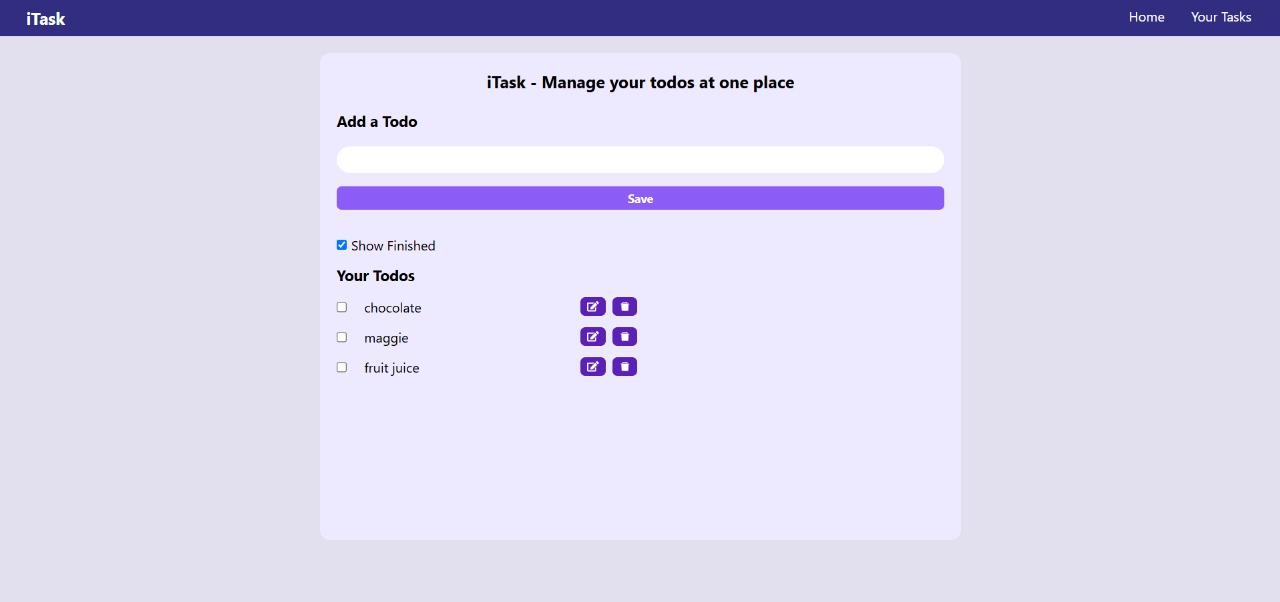 iTask
Home
Your Tasks
iTask - Manage your todos at one place
Add a Todo
Save
Show Finished
Your Todos
chocolate
maggie
fruit juice